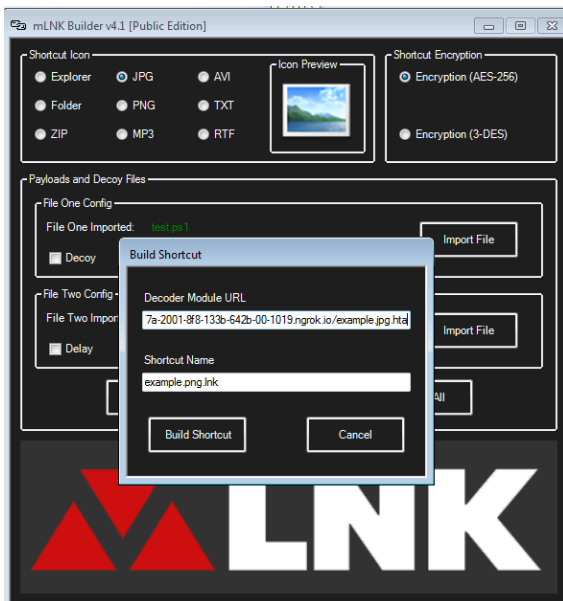 mLNK Builder v4.1 [Public Edition]
Shortcut Icon
Explorer JPG AVI
Folder PNG TXT
ZIP MP3 RTF
Icon Preview
Shortcut Encryption
Encryption (AES-256)
Encryption (3-DES)
Payloads and Decoy Files
File One Config
File One Imported: test.ps1
Import File
Decoy
File Two Config
File Two Impor
Import File
Delay
All
Build Shortcut
Decoder Module URL
7a-2001-8f8-133b-642b-00-1019.ngrok.io/example.jpg.hta
Shortcut Name
example.png.lnk
Build Shortcut Cancel
MLNK